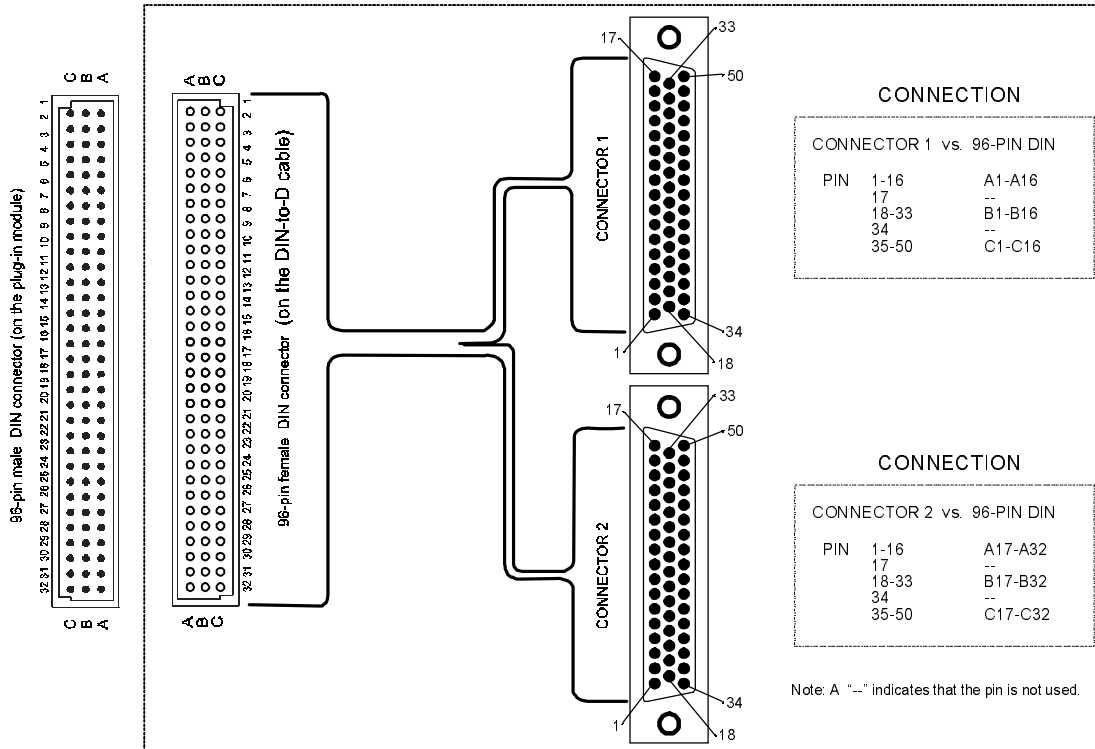 C B A
1 2 3 4 5 6 7 8 9 10 11 12 13 14 15 16 17 18 19 20 21 22 23 24 25 26 27 28 29 30 31 32
96-pin male DIN connector (on the plug-in module)
C B A
A B C
1 2 3 4 5 6 7 8 9 10 11 12 13 14 15 16 17 18 19 20 21 22 23 24 25 26 27 28 29 30 31 32
96-pin female DIN connector (on the DIN-to-D cable)
A B C
17
33
50
CONNECTOR 1
1
18
34
17
33
50
CONNECTOR 2
1
18
34
CONNECTION
CONNECTOR 1 vs. 96-PIN DIN
PIN 1-16 A1-A16
17 --
18-33 B1-B16
34 --
35-50 C1-C16
CONNECTION
CONNECTOR 2 vs. 96-PIN DIN
PIN 1-16 A17-A32
17 --
18-33 B17-B32
34 --
35-50 C17-C32
Note: A "--" indicates that the pin is not used.